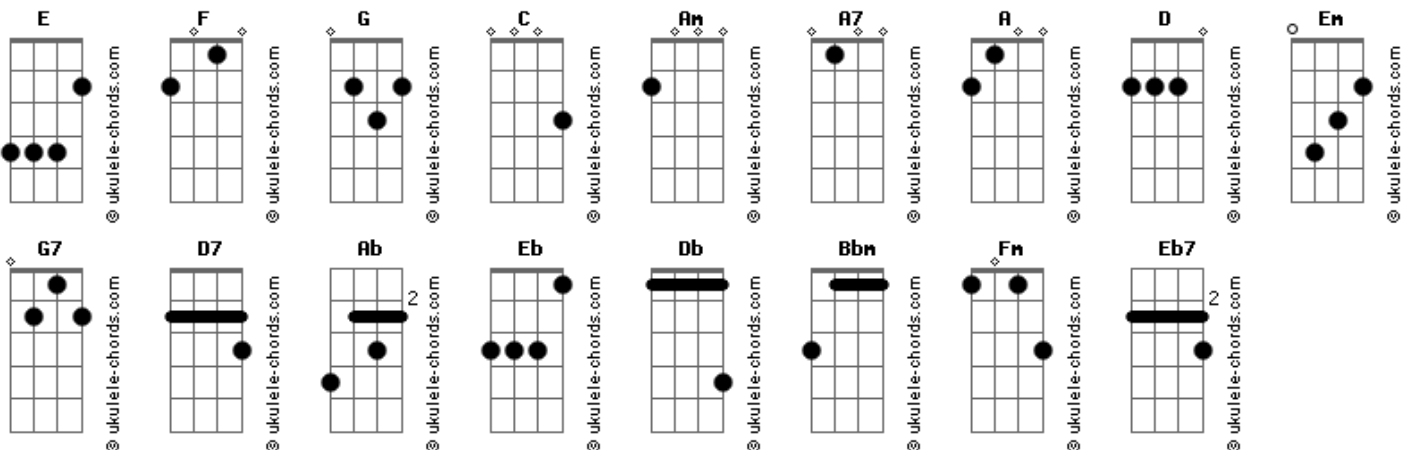 E F G C Am A7 A D Em
© ukulele-chords.com © ukulele-chords.com © ukulele-chords.com © ukulele-chords.com © ukulele-chords.com © ukulele-chords.com © ukulele-chords.com © ukulele-chords.com © ukulele-chords.com
G7 D7 Ab Eb Db Bbm Fm Eb7
2 2
© ukulele-chords.com © ukulele-chords.com © ukulele-chords.com © ukulele-chords.com © ukulele-chords.com © ukulele-chords.com © ukulele-chords.com © ukulele-chords.com